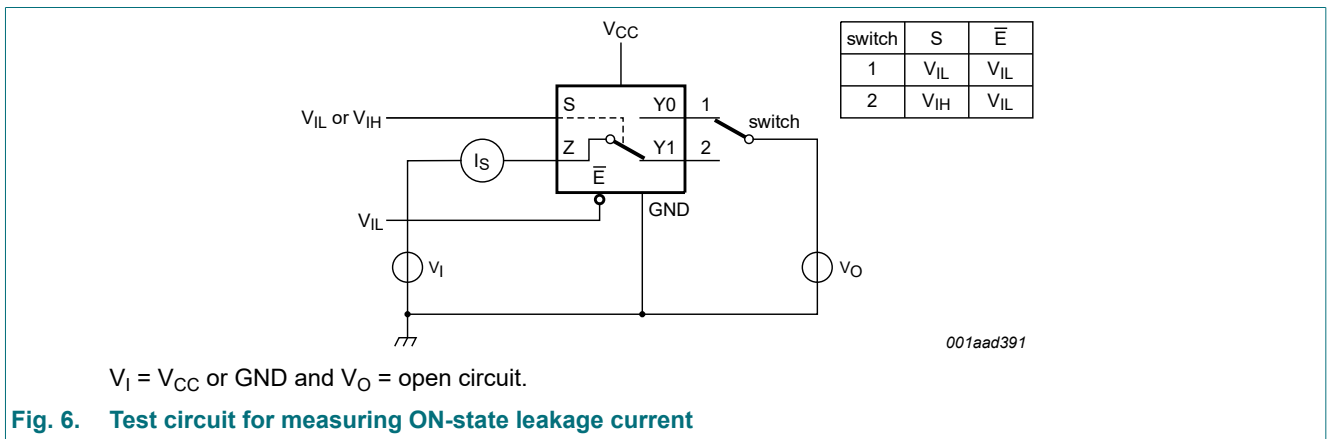 VCC
switch S E̅
1 VIL VIL
2 VIH VIL
VIL or VIH
S
Y0
1
switch
IS
Z
Y1
2
E̅
VIL
GND
VI
VO
001aad391
VI = VCC or GND and VO = open circuit.
Fig. 6. Test circuit for measuring ON-state leakage current